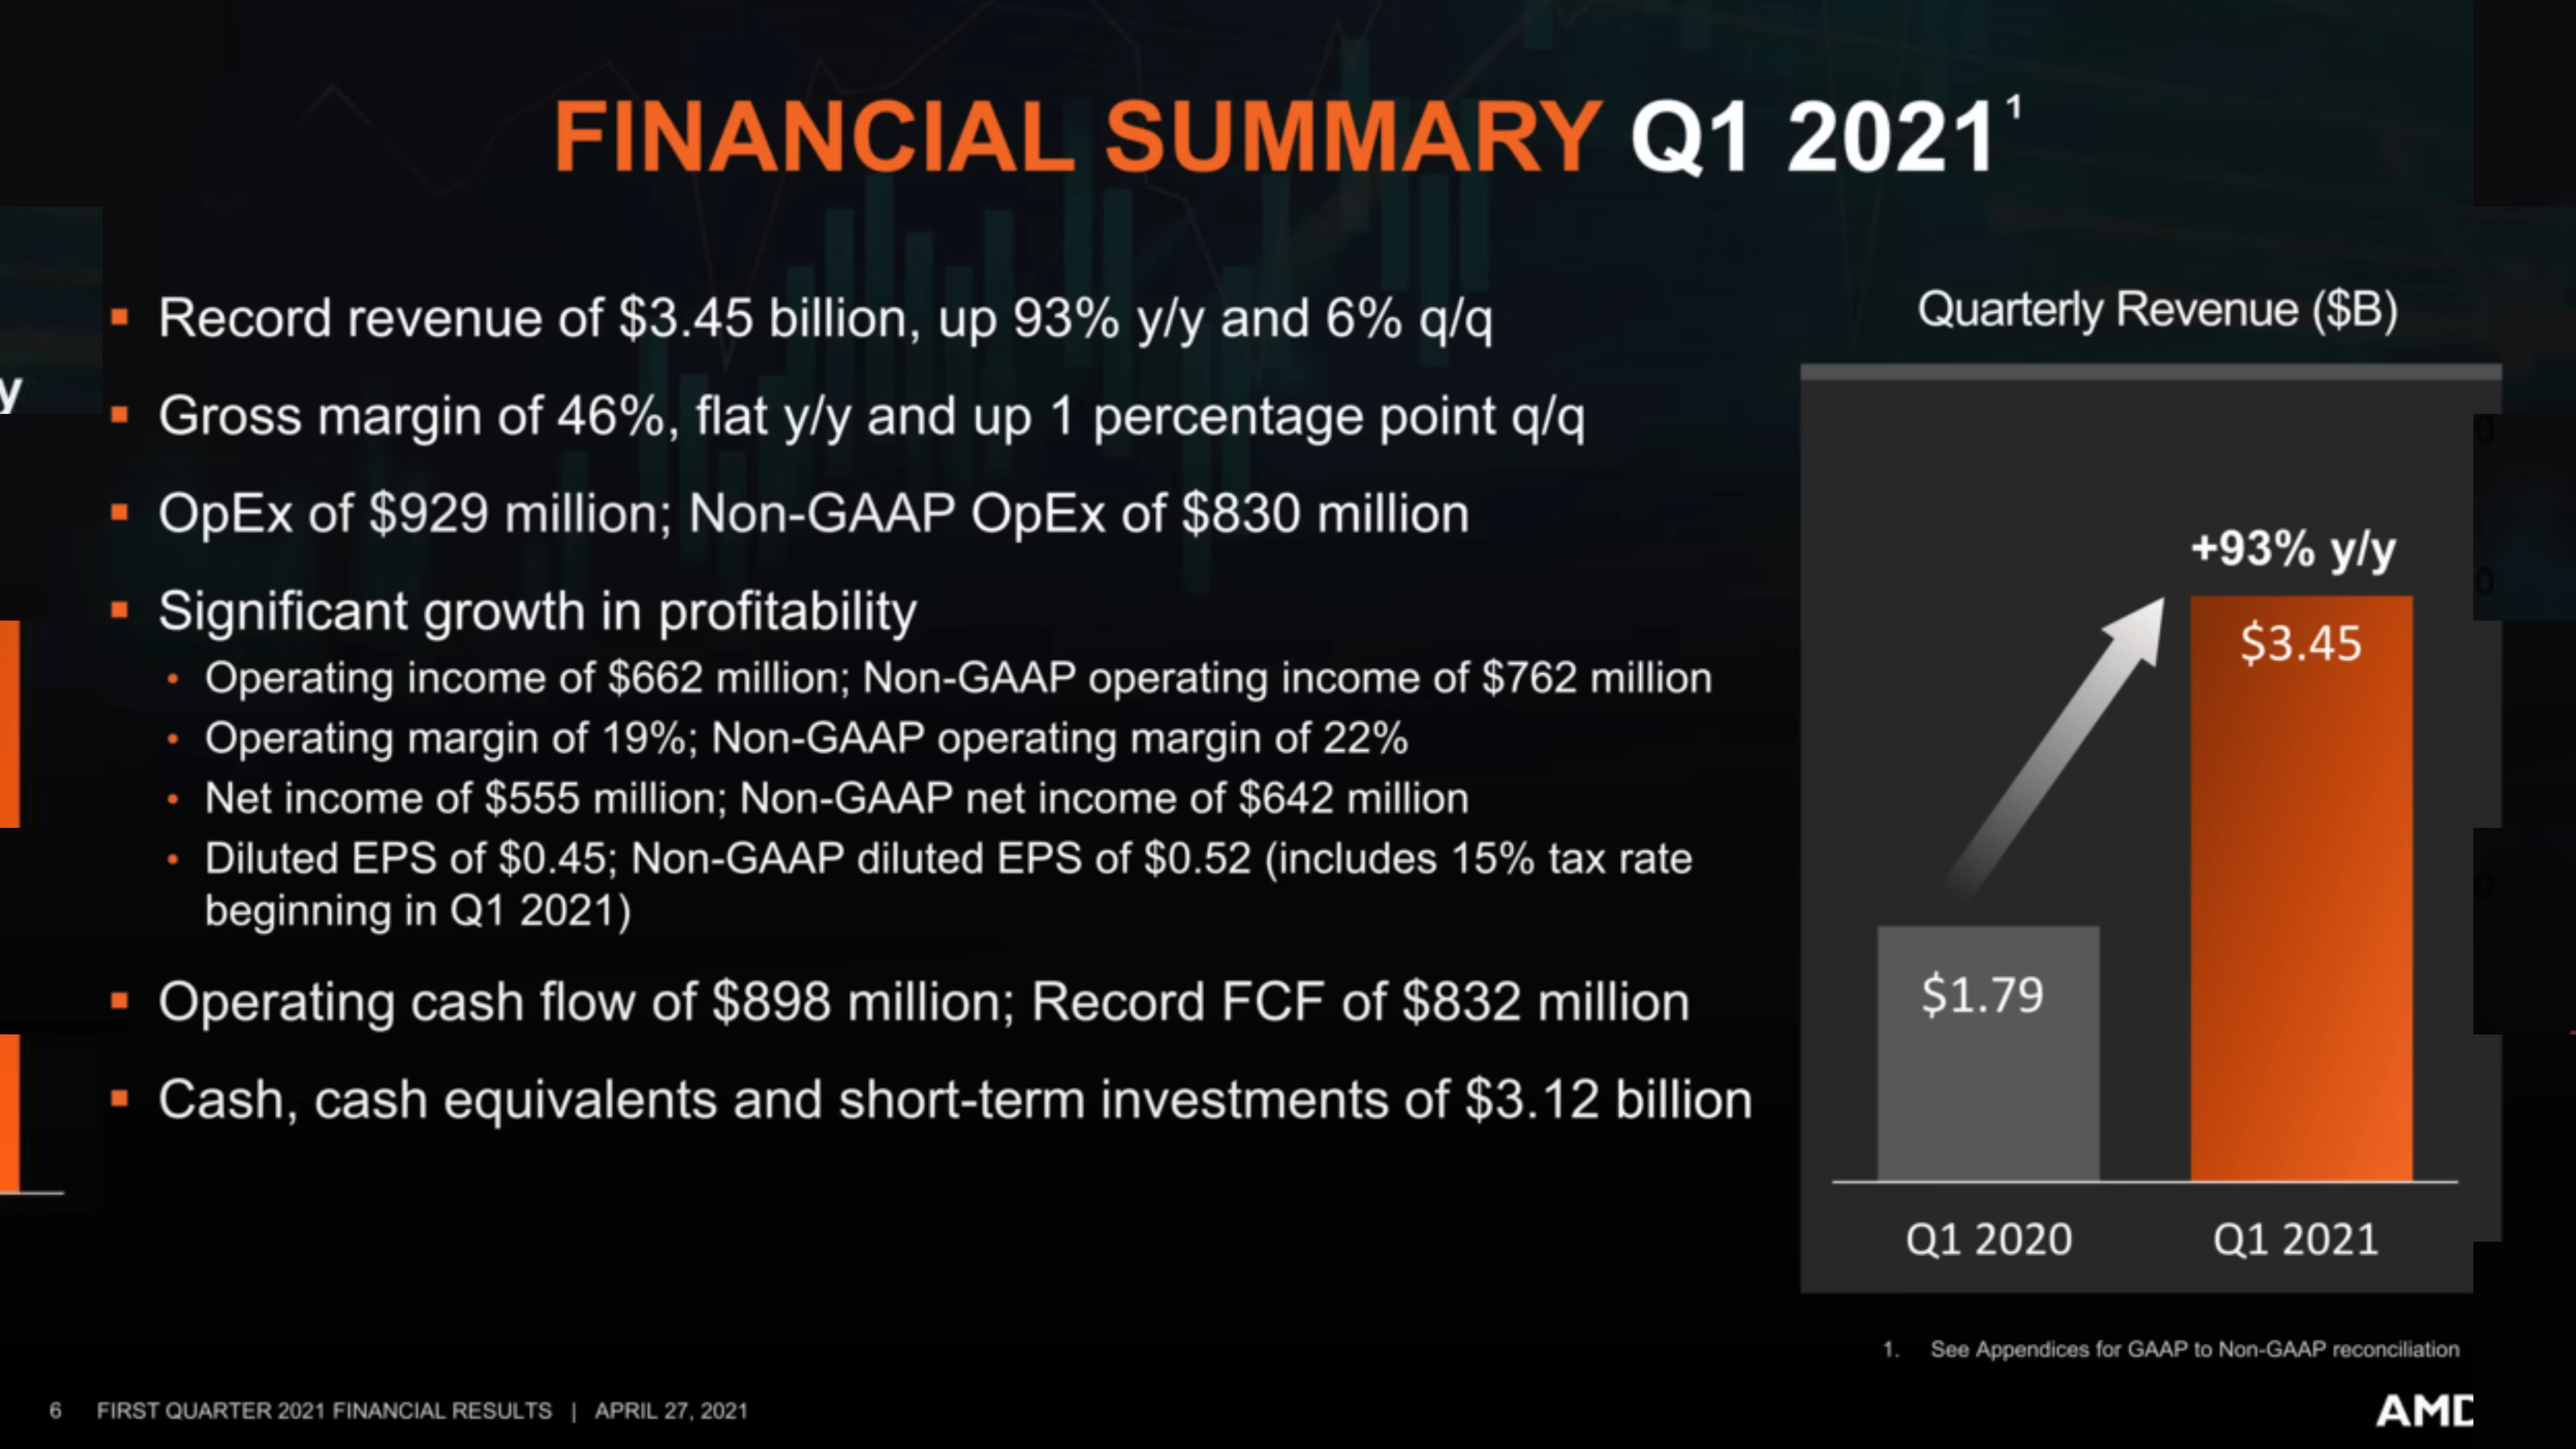 FINANCIAL SUMMARY Q1 2021¹
▪ Record revenue of $3.45 billion, up 93% y/y and 6% q/q
▪ Gross margin of 46%, flat y/y and up 1 percentage point q/q
▪ OpEx of $929 million; Non-GAAP OpEx of $830 million
▪ Significant growth in profitability
• Operating income of $662 million; Non-GAAP operating income of $762 million
• Operating margin of 19%; Non-GAAP operating margin of 22%
• Net income of $555 million; Non-GAAP net income of $642 million
• Diluted EPS of $0.45; Non-GAAP diluted EPS of $0.52 (includes 15% tax rate
beginning in Q1 2021)
▪ Operating cash flow of $898 million; Record FCF of $832 million
▪ Cash, cash equivalents and short-term investments of $3.12 billion
y
Quarterly Revenue ($B)
+93% y/y
$3.45
$1.79
Q1 2020 Q1 2021
1. See Appendices for GAAP to Non-GAAP reconciliation
6 FIRST QUARTER 2021 FINANCIAL RESULTS | APRIL 27, 2021